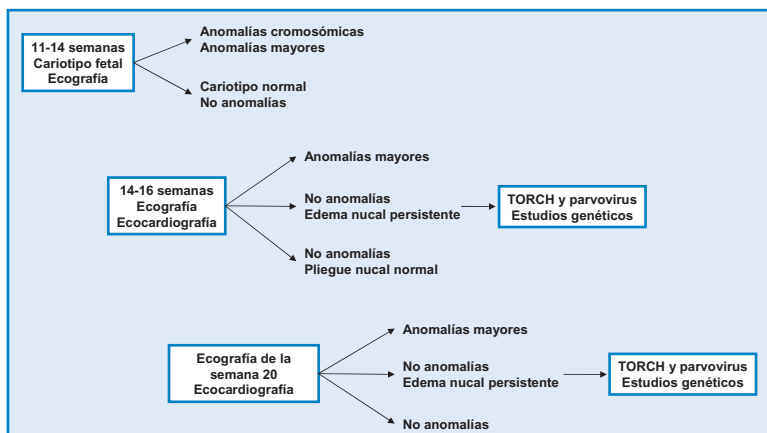 11-14 semanas
Cariotipo fetal
Ecografía
Anomalías cromosómicas
Anomalías mayores
Cariotipo normal
No anomalías
14-16 semanas
Ecografía
Ecocardiografía
Anomalías mayores
No anomalías
Edema nucal persistente
TORCH y parvovirus
Estudios genéticos
No anomalías
Pliegue nucal normal
Ecografía de la
semana 20
Ecocardiografía
Anomalías mayores
No anomalías
Edema nucal persistente
TORCH y parvovirus
Estudios genéticos
No anomalías